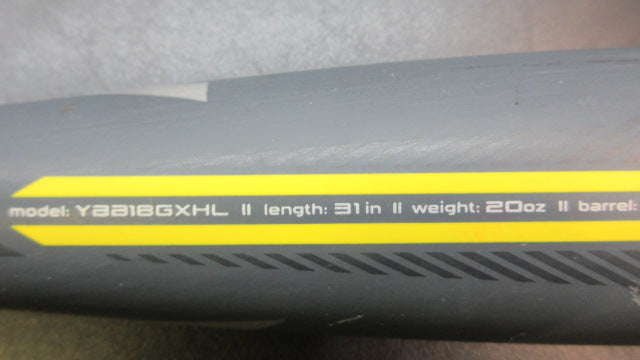 model: YBB18GXHL II length: 31in II weight: 20oz II barrel: